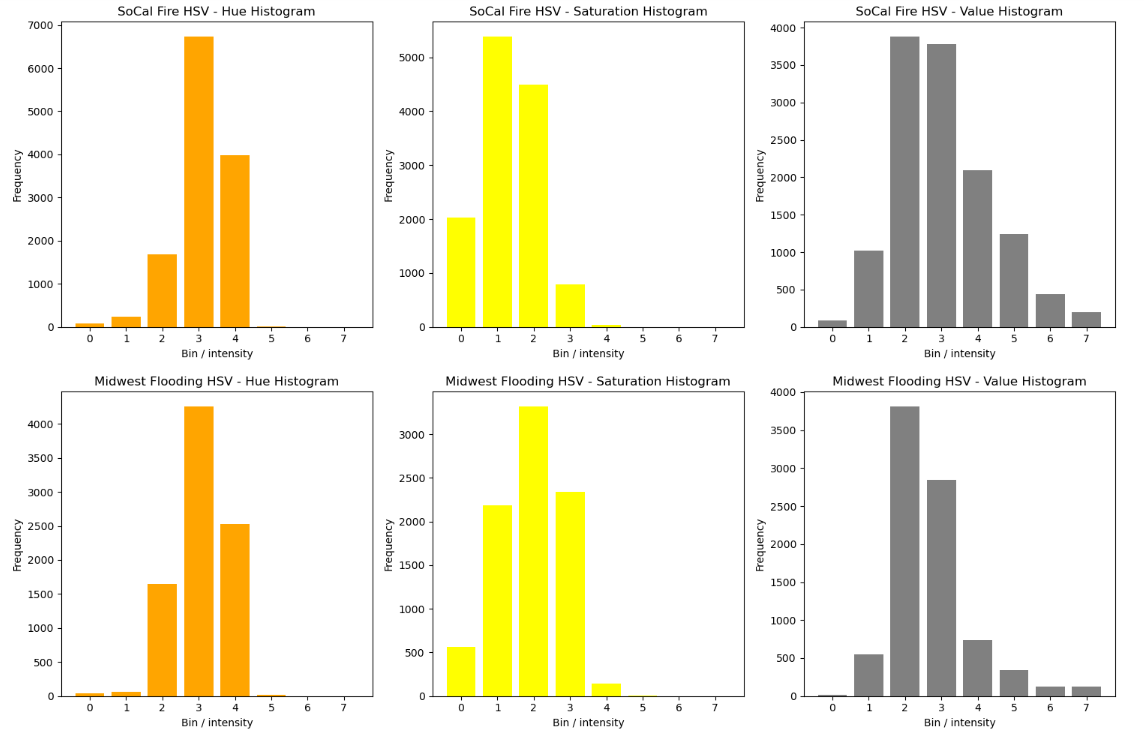 SoCal Fire HSV - Hue Histogram
7000
6000
5000
4000
3000
2000
1000
0
Frequency
0 1 2 3 4 5 6 7
Bin / intensity
SoCal Fire HSV - Saturation Histogram
5000
4000
3000
2000
1000
0
Frequency
0 1 2 3 4 5 6 7
Bin / intensity
SoCal Fire HSV - Value Histogram
4000
3500
3000
2500
2000
1500
1000
500
0
Frequency
0 1 2 3 4 5 6 7
Bin / intensity
Midwest Flooding HSV - Hue Histogram
4000
3500
3000
2500
2000
1500
1000
500
0
Frequency
0 1 2 3 4 5 6 7
Bin / intensity
Midwest Flooding HSV - Saturation Histogram
3000
2500
2000
1500
1000
500
0
Frequency
0 1 2 3 4 5 6 7
Bin / intensity
Midwest Flooding HSV - Value Histogram
4000
3500
3000
2500
2000
1500
1000
500
0
Frequency
0 1 2 3 4 5 6 7
Bin / intensity